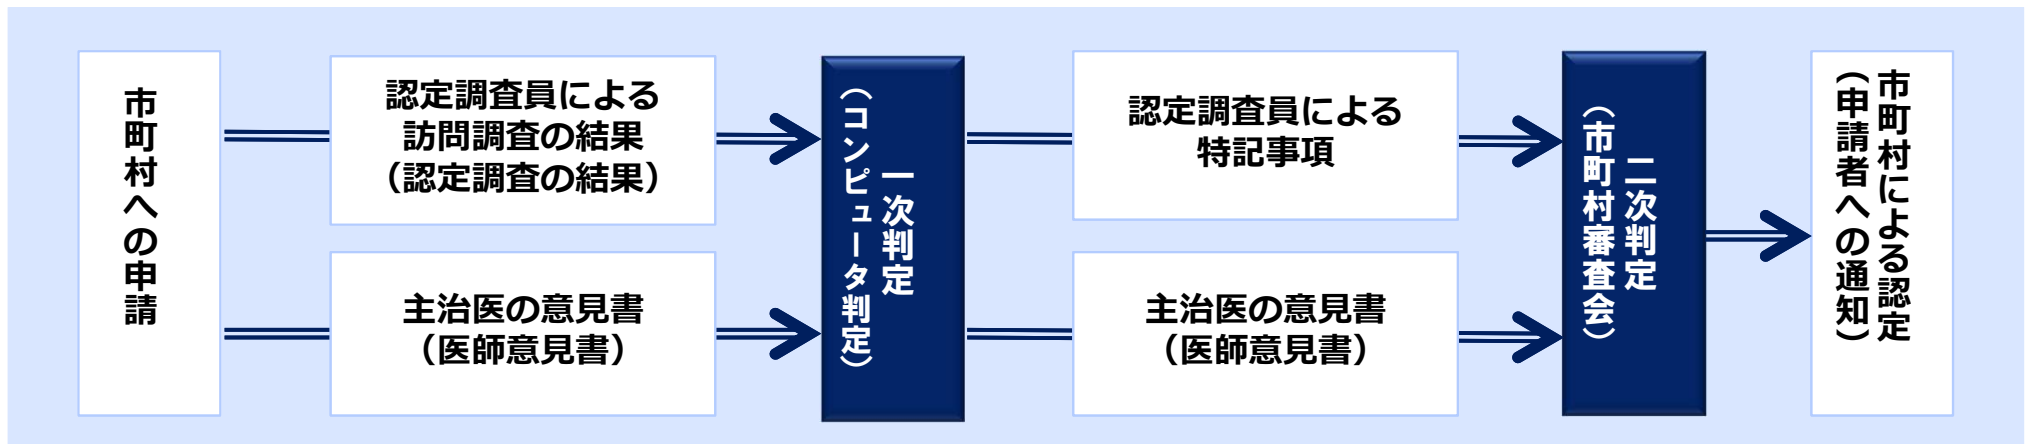 市町村への申請
認定調査員による
訪問調査の結果
（認定調査の結果）
主治医の意見書
（医師意見書）
一次判定
（コンピュータ判定）
認定調査員による
特記事項
主治医の意見書
（医師意見書）
二次判定
（市町村審査会）
市町村による認定
（申請者への通知）